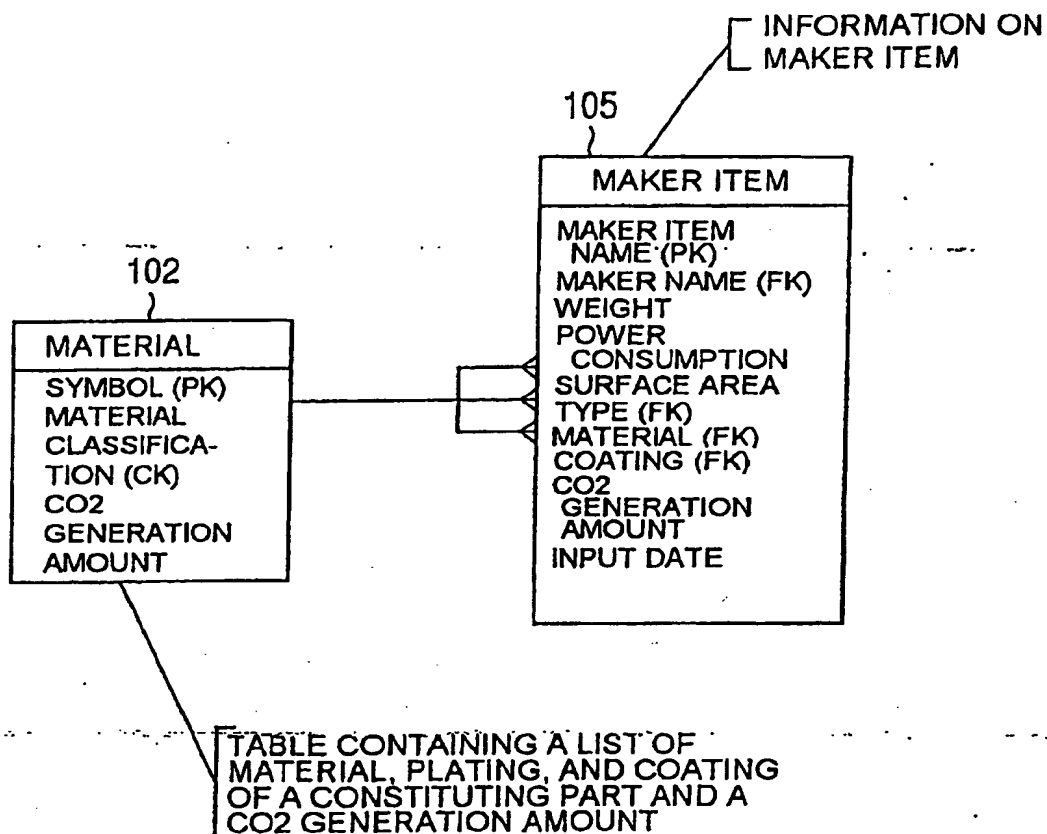 INFORMATION ON
MAKER ITEM
105
MAKER ITEM
MAKER ITEM
NAME (PK)
MAKER NAME (FK)
WEIGHT
POWER
CONSUMPTION
SURFACE AREA
TYPE (FK)
MATERIAL (FK)
COATING (FK)
CO2
GENERATION
AMOUNT
INPUT DATE
102
MATERIAL
SYMBOL (PK)
MATERIAL
CLASSIFICA-
TION (CK)
CO2
GENERATION
AMOUNT
TABLE CONTAINING A LIST OF
MATERIAL, PLATING, AND COATING
OF A CONSTITUTING PART AND A
CO2 GENERATION AMOUNT